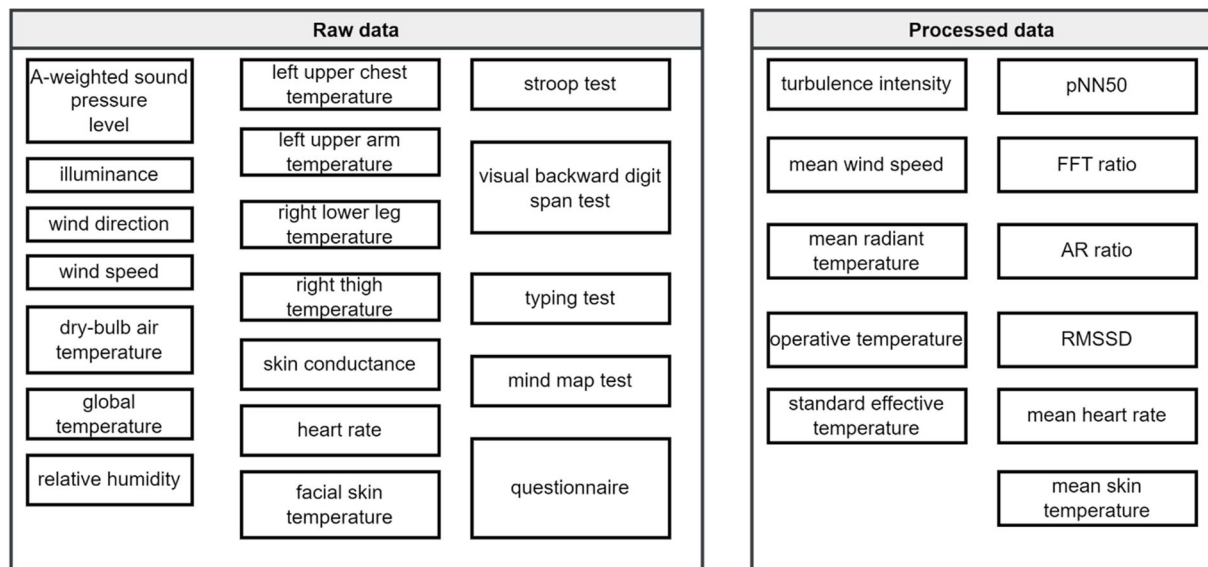 Raw data
A-weighted sound
pressure
level
illuminance
wind direction
wind speed
dry-bulb air
temperature
global
temperature
relative humidity
left upper chest
temperature
left upper arm
temperature
right lower leg
temperature
right thigh
temperature
skin conductance
heart rate
facial skin
temperature
stroop test
visual backward digit
span test
typing test
mind map test
questionnaire
Processed data
turbulence intensity
mean wind speed
mean radiant
temperature
operative temperature
standard effective
temperature
pNN50
FFT ratio
AR ratio
RMSSD
mean heart rate
mean skin
temperature